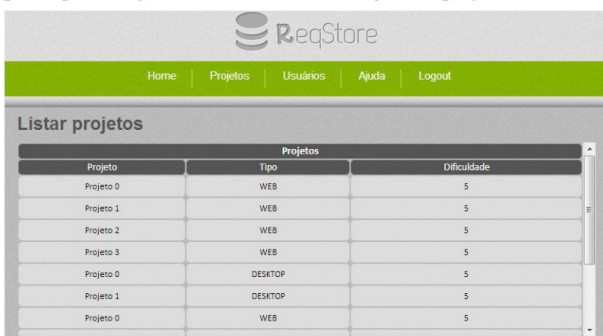 ReqStore
Home Projetos Usuários Ajuda Logout
Listar projetos
Projetos
Projeto Tipo Dificuldade
Projeto 0 WEB 5
Projeto 1 WEB 5
Projeto 2 WEB 5
Projeto 3 WEB 5
Projeto 0 DESKTOP 5
Projeto 1 DESKTOP 5
Projeto 0 WEB 5